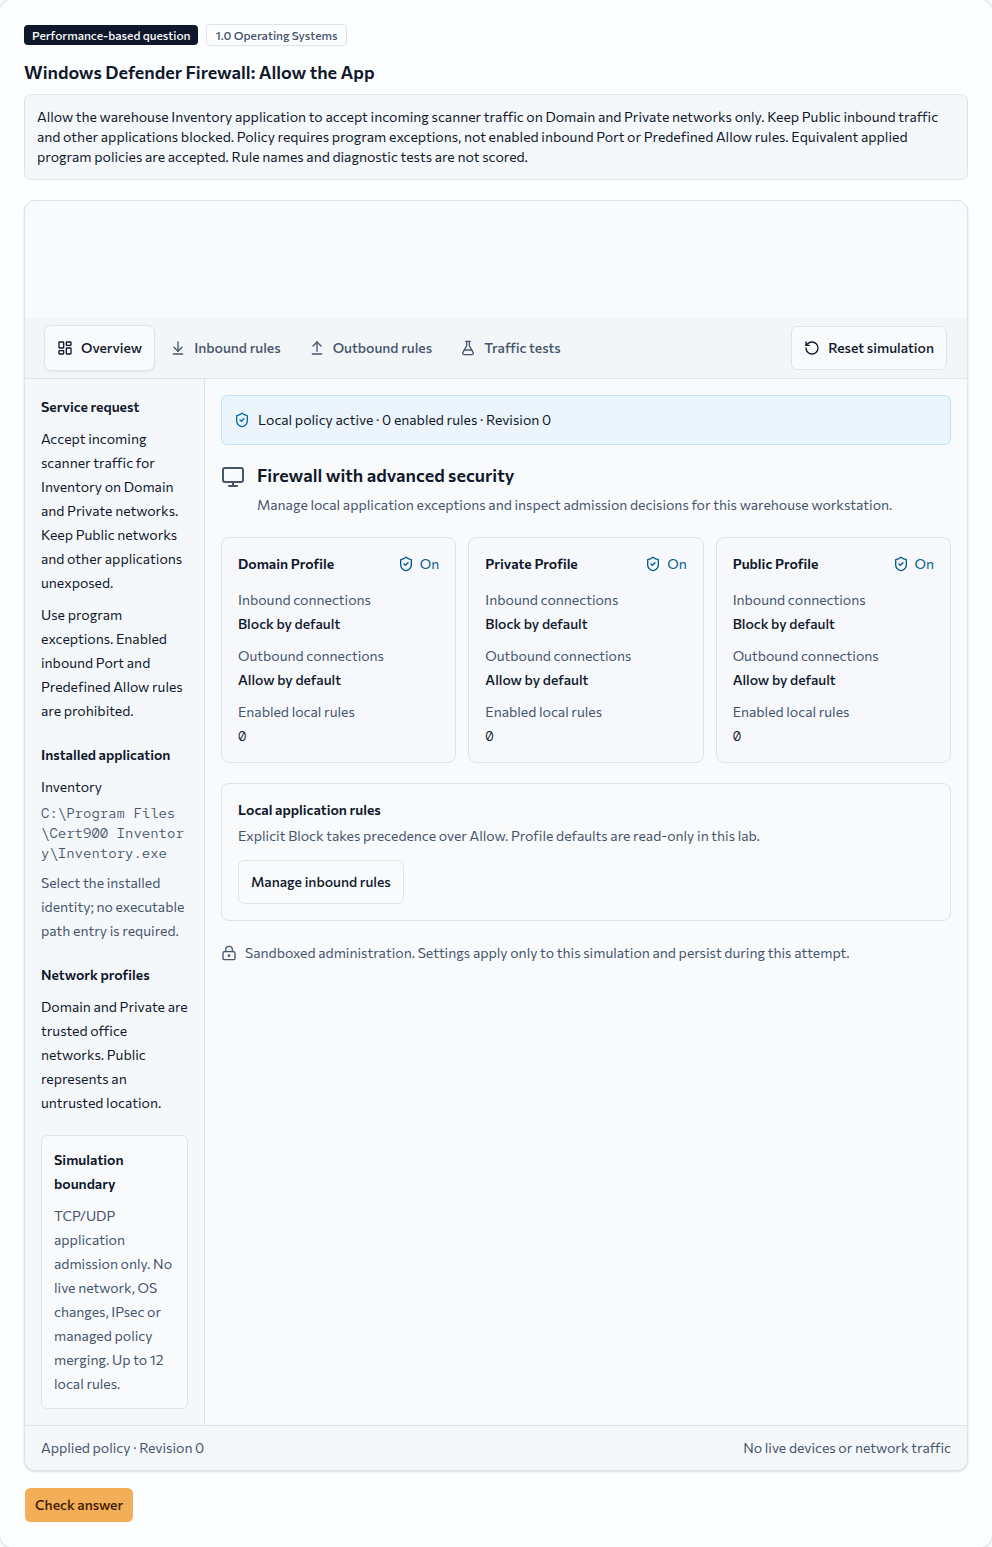 Performance-based question
1.0 Operating Systems
Windows Defender Firewall: Allow the App
Allow the warehouse Inventory application to accept incoming scanner traffic on Domain and Private networks only. Keep Public inbound traffic
and other applications blocked. Policy requires program exceptions, not enabled inbound Port or Predefined Allow rules. Equivalent applied
program policies are accepted. Rule names and diagnostic tests are not scored.
Overview
Inbound rules
Outbound rules
Traffic tests
Reset simulation
Service request
Accept incoming
scanner traffic for
Inventory on Domain
and Private networks.
Keep Public networks
and other applications
unexposed.
Use program
exceptions. Enabled
inbound Port and
Predefined Allow rules
are prohibited.
Installed application
Inventory
C:\Program Files
\Cert900 Inventor
y\Inventory.exe
Select the installed
identity; no executable
path entry is required.
Network profiles
Domain and Private are
trusted office
networks. Public
represents an
untrusted location.
Simulation
boundary
TCP/UDP
application
admission only. No
live network, OS
changes, IPsec or
managed policy
merging. Up to 12
local rules.
Local policy active · 0 enabled rules · Revision 0
Firewall with advanced security
Manage local application exceptions and inspect admission decisions for this warehouse workstation.
Domain Profile
On
Inbound connections
Block by default
Outbound connections
Allow by default
Enabled local rules
0
Private Profile
On
Inbound connections
Block by default
Outbound connections
Allow by default
Enabled local rules
0
Public Profile
On
Inbound connections
Block by default
Outbound connections
Allow by default
Enabled local rules
0
Local application rules
Explicit Block takes precedence over Allow. Profile defaults are read-only in this lab.
Manage inbound rules
Sandboxed administration. Settings apply only to this simulation and persist during this attempt.
Applied policy · Revision 0
No live devices or network traffic
Check answer